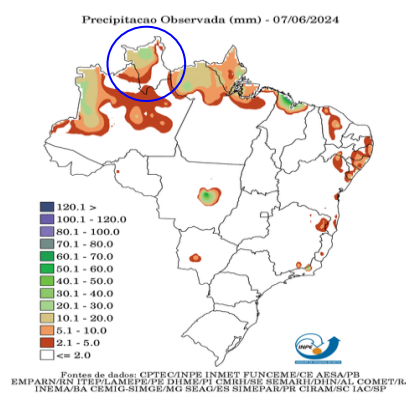 Precipitacao Observada (mm) - 07/06/2024
120.1 >
100.1 - 120.0
80.1 - 100.0
70.1 - 80.0
60.1 - 70.0
50.1 - 60.0
40.1 - 50.0
30.1 - 40.0
20.1 - 30.0
10.1 - 20.0
5.1 - 10.0
2.1 - 5.0
<= 2.0
INPE
Fontes de dados: CPTEC/INPE INMET FUNCEME/CE AESA/PB
EMPARN/RN ITEP/LAMEPE/PE DHME/PI CMRH/SE SEMARH/DHN/AL COMET/RJ
INEMA/BA CEMIG-SIMGE/MG SEAG/ES SIMEPAR/PR CIRAM/SC IAC/SP